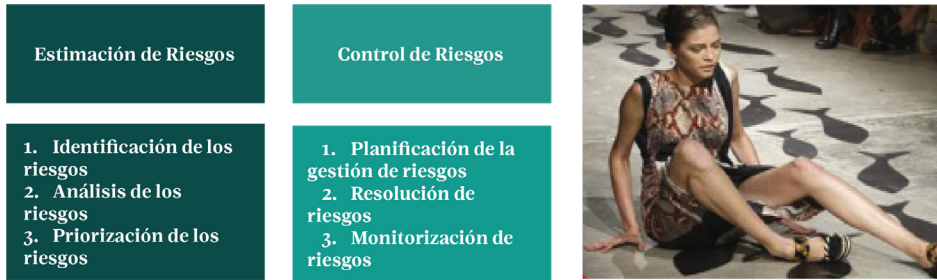 Estimación de Riesgos
Control de Riesgos
1. Identificación de los
riesgos
2. Análisis de los
riesgos
3. Priorización de los
riesgos
1. Planificación de la
gestión de riesgos
2. Resolución de
riesgos
3. Monitorización de
riesgos